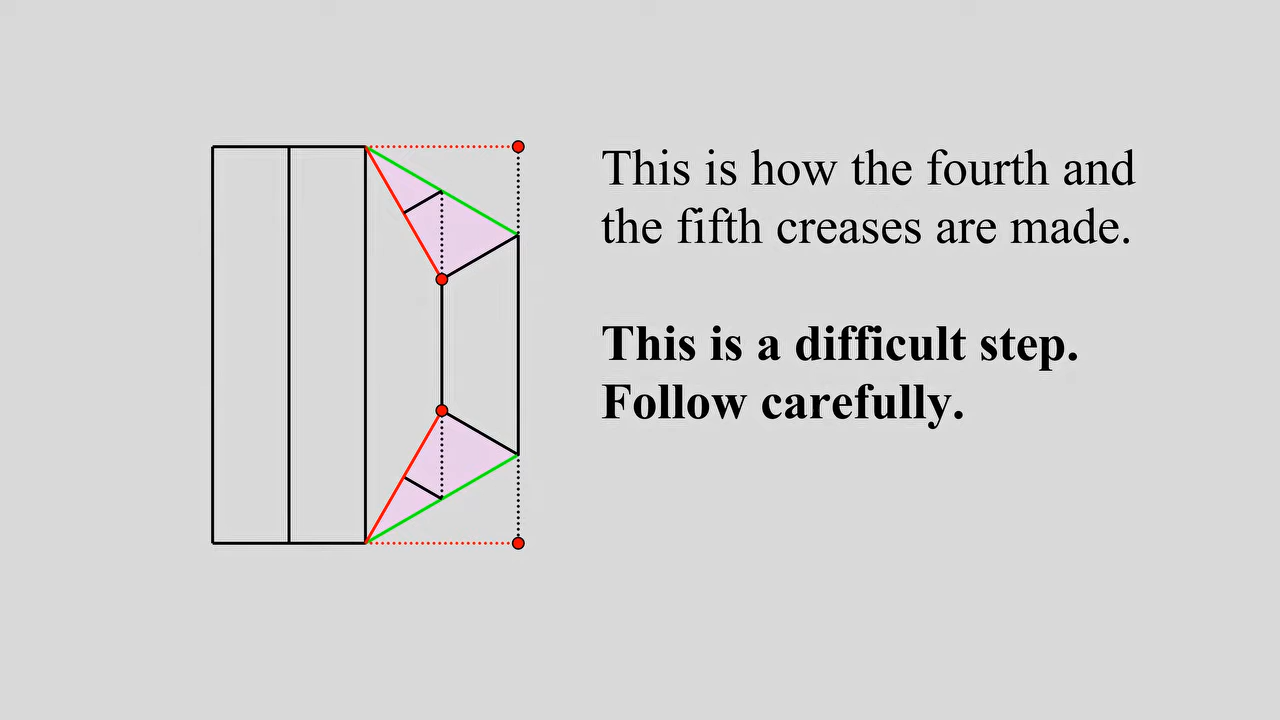 This is how the fourth and
the fifth creases are made.
This is a difficult step.
Follow carefully.